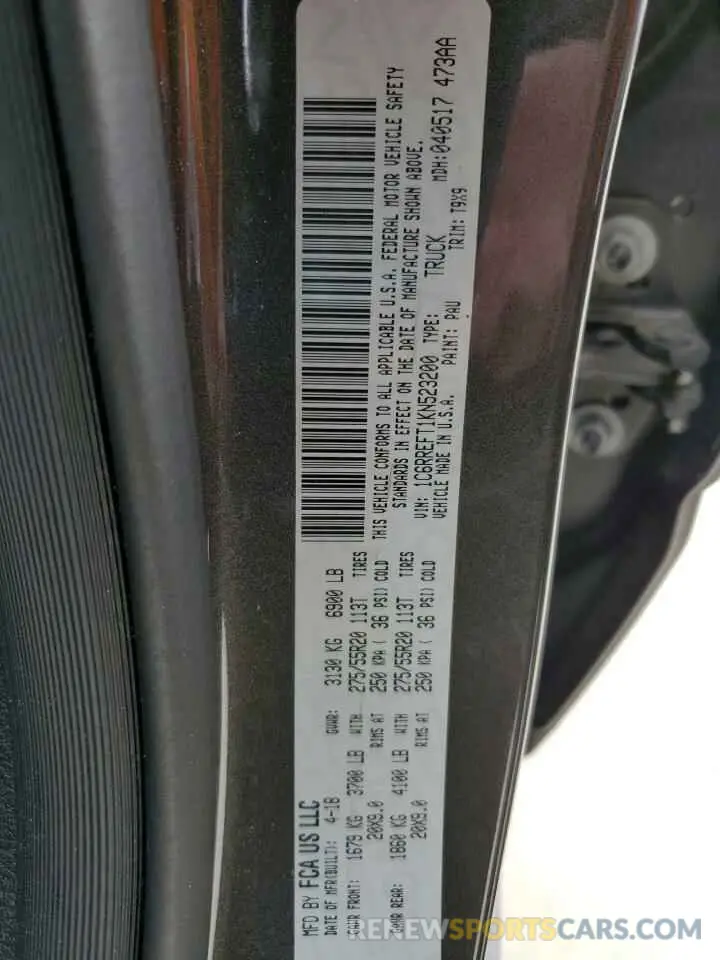 MFD BY FCA US LLC
DATE OF MFR(BUILT): 4-18 GVWR: 3130 KG 6900 LB
GAWR FRONT: 1679 KG 3700 LB WITH 275/55R20 113T TIRES
20X9.0 RIMS AT 250 KPA ( 36 PSI) COLD
GAWR REAR: 1860 KG 4100 LB WITH 275/55R20 113T TIRES
20X9.0 RIMS AT 250 KPA ( 36 PSI) COLD
THIS VEHICLE CONFORMS TO ALL APPLICABLE U.S.A. FEDERAL MOTOR VEHICLE SAFETY
STANDARDS IN EFFECT ON THE DATE OF MANUFACTURE SHOWN ABOVE.
VIN: 1C6RREFT1KN523200 TYPE: TRUCK MDH:040517 473AA
VEHICLE MADE IN U.S.A. PAINT: PAU TRIM: T9X9
RENEWSPORTSCARS.COM